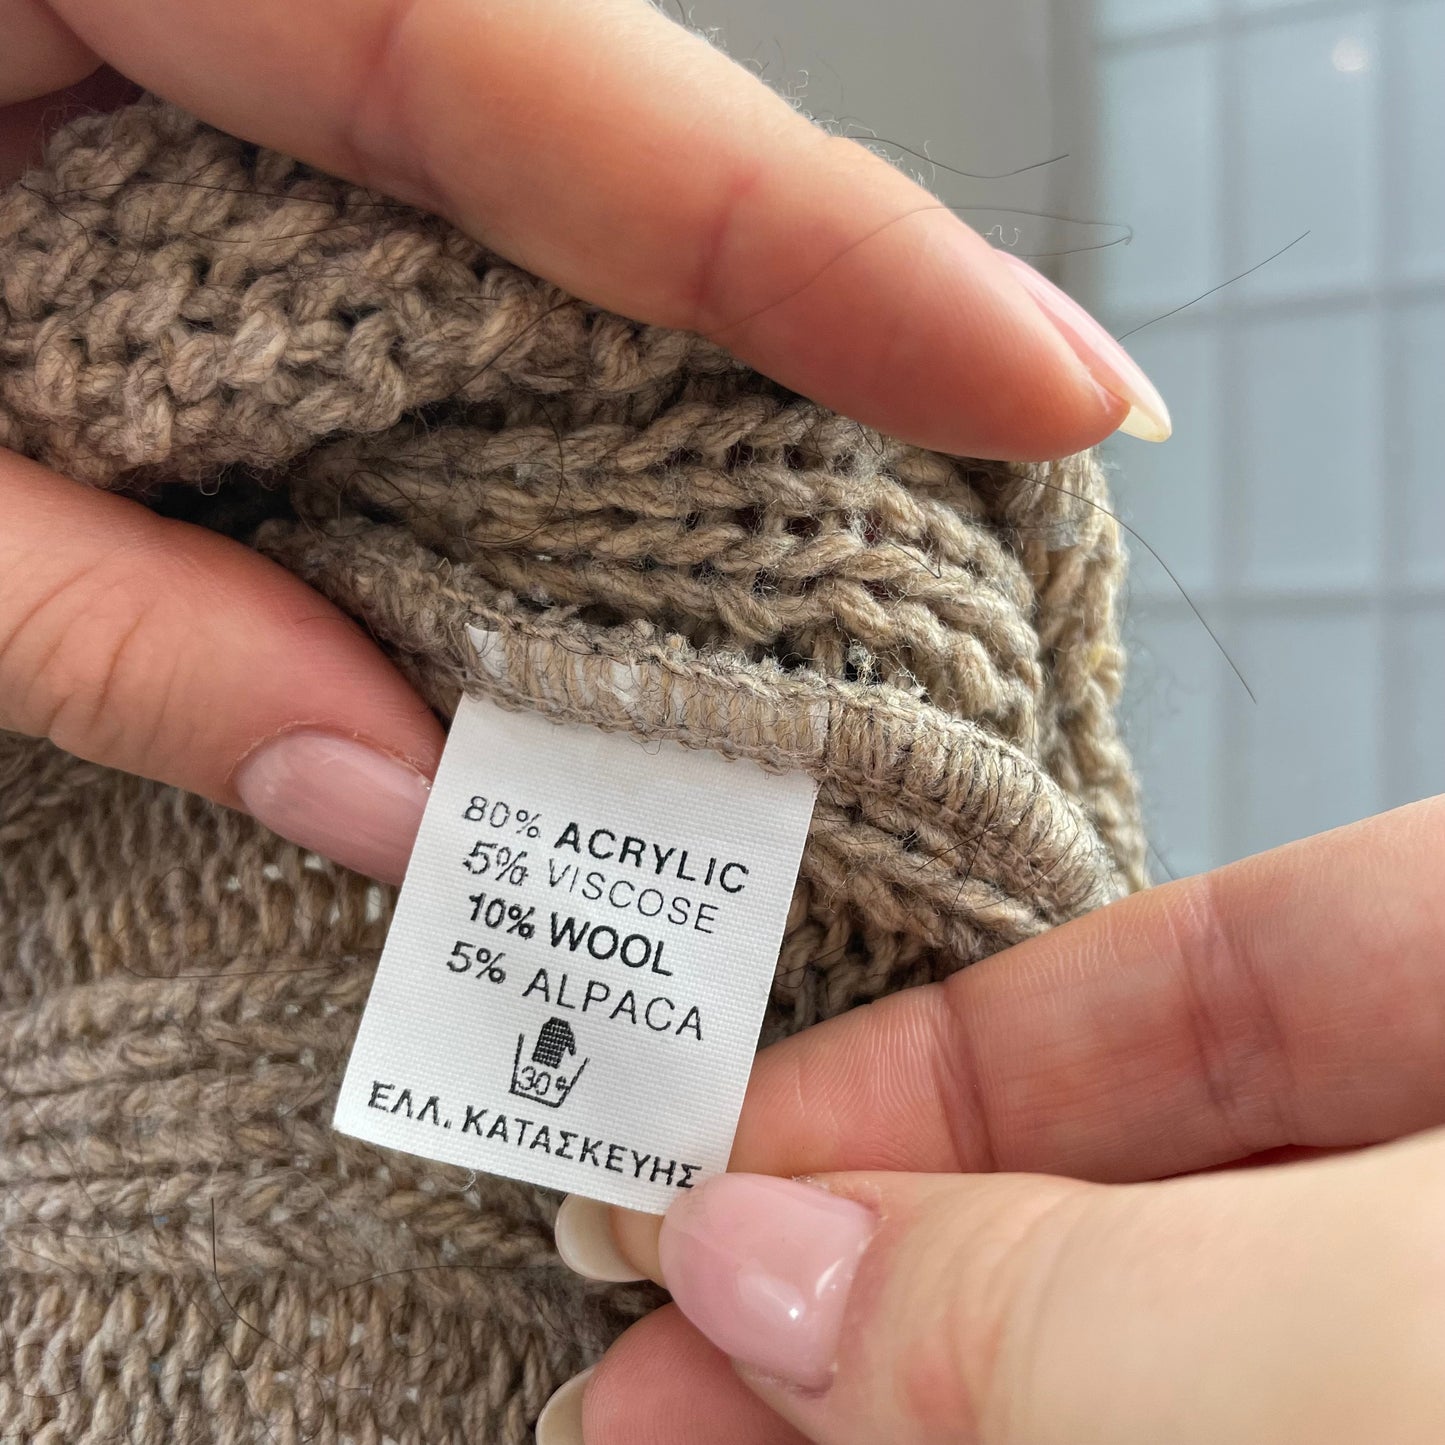 80% ACRYLIC
5% VISCOSE
10% WOOL
5% ALPACA
30°
ΕΛΛ. ΚΑΤΑΣΚΕΥΗΣ